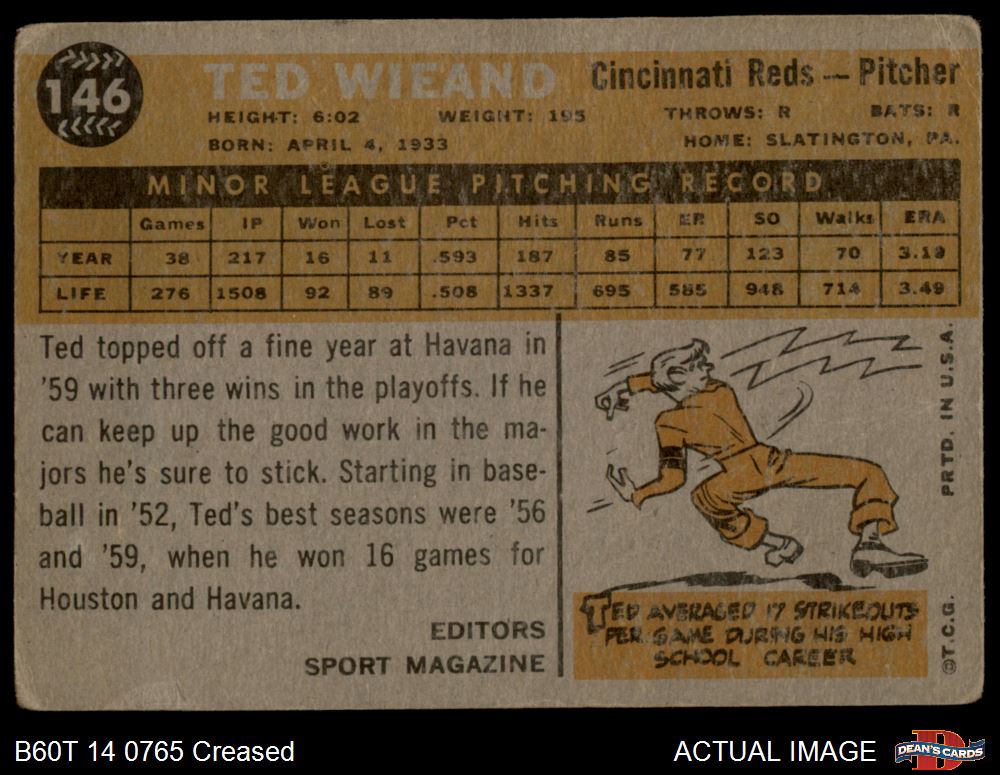 146
TED WIEAND Cincinnati Reds — Pitcher
HEIGHT: 6:02 WEIGHT: 195 THROWS: R BATS: R
BORN: APRIL 4, 1933 HOME: SLATINGTON, PA.
MINOR LEAGUE PITCHING RECORD
Games IP Won Lost Pct Hits Runs ER SO Walks ERA
YEAR 38 217 16 11 .593 187 85 77 123 70 3.19
LIFE 276 1508 92 89 .508 1337 695 585 948 714 3.49
Ted topped off a fine year at Havana in
'59 with three wins in the playoffs. If he
can keep up the good work in the ma-
jors he's sure to stick. Starting in base-
ball in '52, Ted's best seasons were '56
and '59, when he won 16 games for
Houston and Havana.
EDITORS
SPORT MAGAZINE
TED AVERAGED 17 STRIKEOUTS
PER GAME DURING HIS HIGH
SCHOOL CAREER
©T.C.G. PRTD. IN U.S.A.
B60T 14 0765 Creased ACTUAL IMAGE DEAN'S CARDS